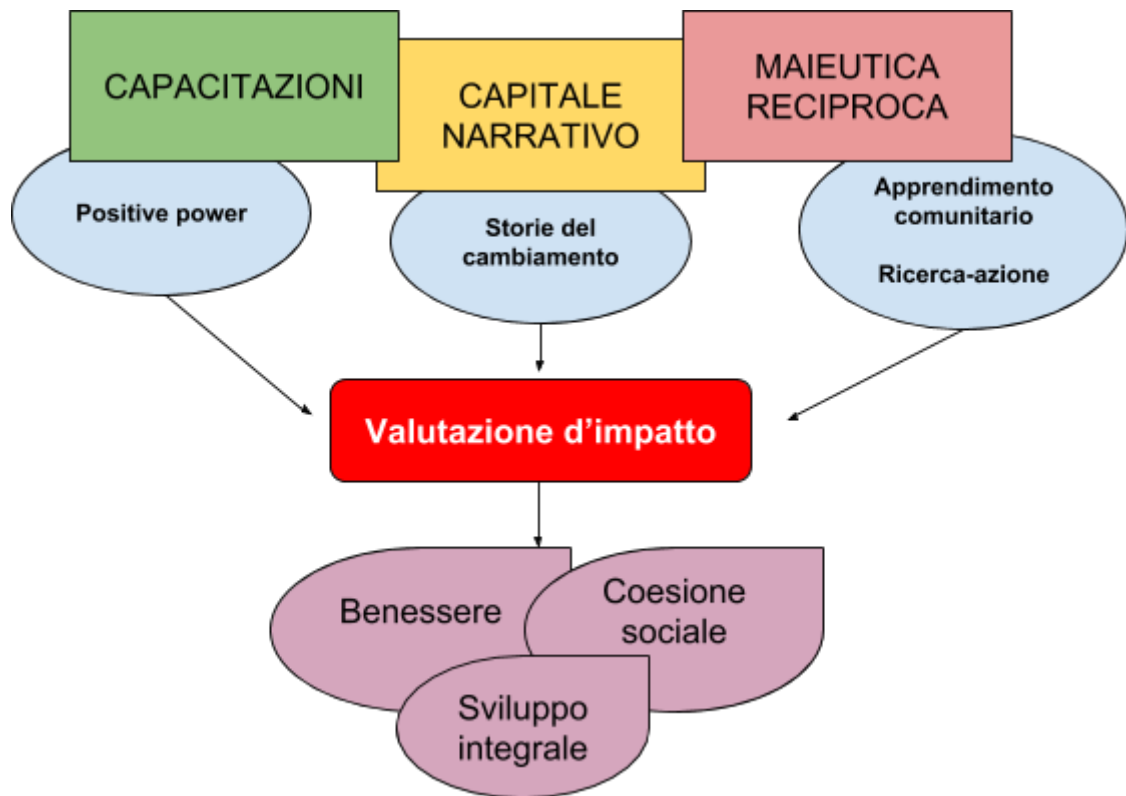 CAPACITAZIONI
CAPITALE
NARRATIVO
MAIEUTICA
RECIPROCA
Positive power
Storie del
cambiamento
Apprendimento
comunitario
Ricerca-azione
Valutazione d’impatto
Benessere
Coesione
sociale
Sviluppo
integrale